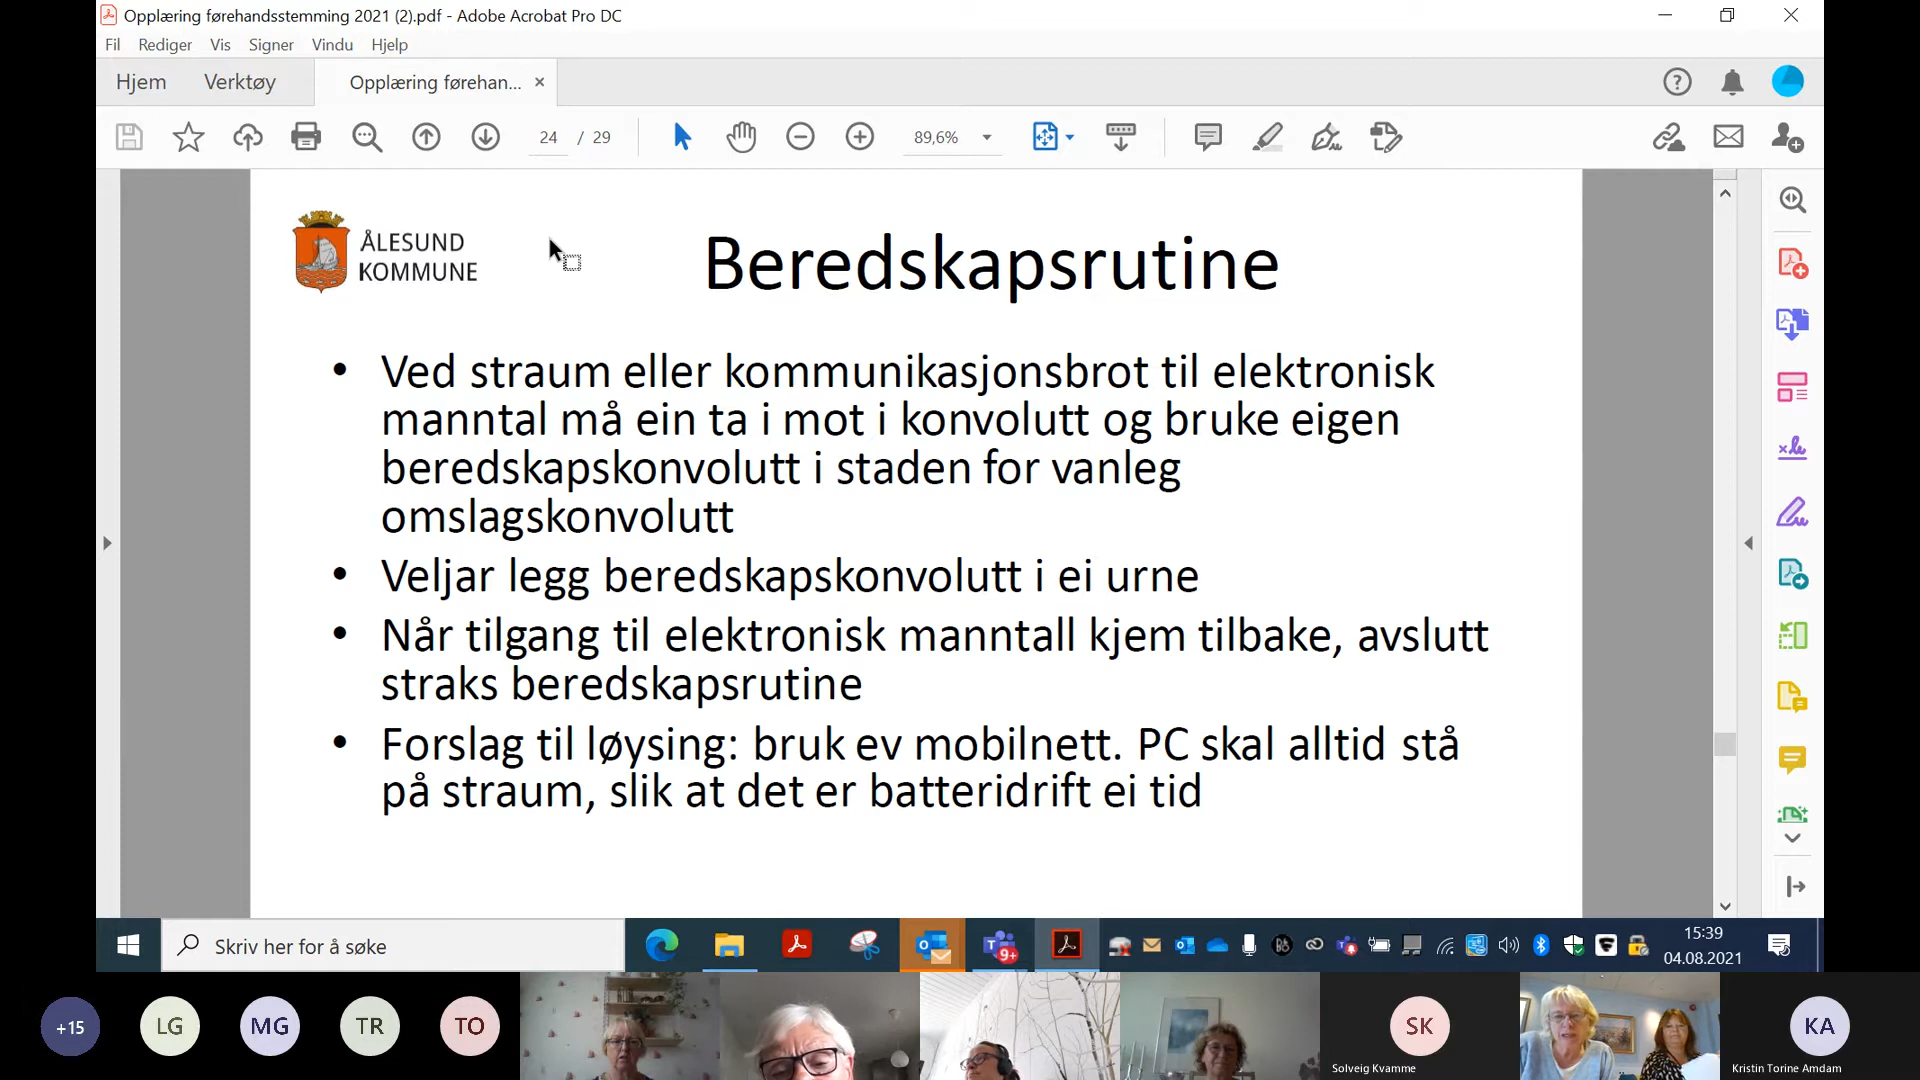 Opplæring førehandsstemming 2021 (2).pdf - Adobe Acrobat Pro DC
Fil Rediger Vis Signer Vindu Hjelp
Hjem Verktøy Opplæring førehan... ×
24 / 29 89,6%
ÅLESUND
KOMMUNE
Beredskapsrutine
• Ved straum eller kommunikasjonsbrot til elektronisk
manntal må ein ta i mot i konvolutt og bruke eigen
beredskapskonvolutt i staden for vanleg
omslagskonvolutt
• Veljar legg beredskapskonvolutt i ei urne
• Når tilgang til elektronisk manntall kjem tilbake, avslutt
straks beredskapsrutine
• Forslag til løysing: bruk ev mobilnett. PC skal alltid stå
på straum, slik at det er batteridrift ei tid
Skriv her for å søke
9+
15:39
04.08.2021
+15 LG MG TR TO SK KA
Solveig Kvamme
Kristin Torine Amdam